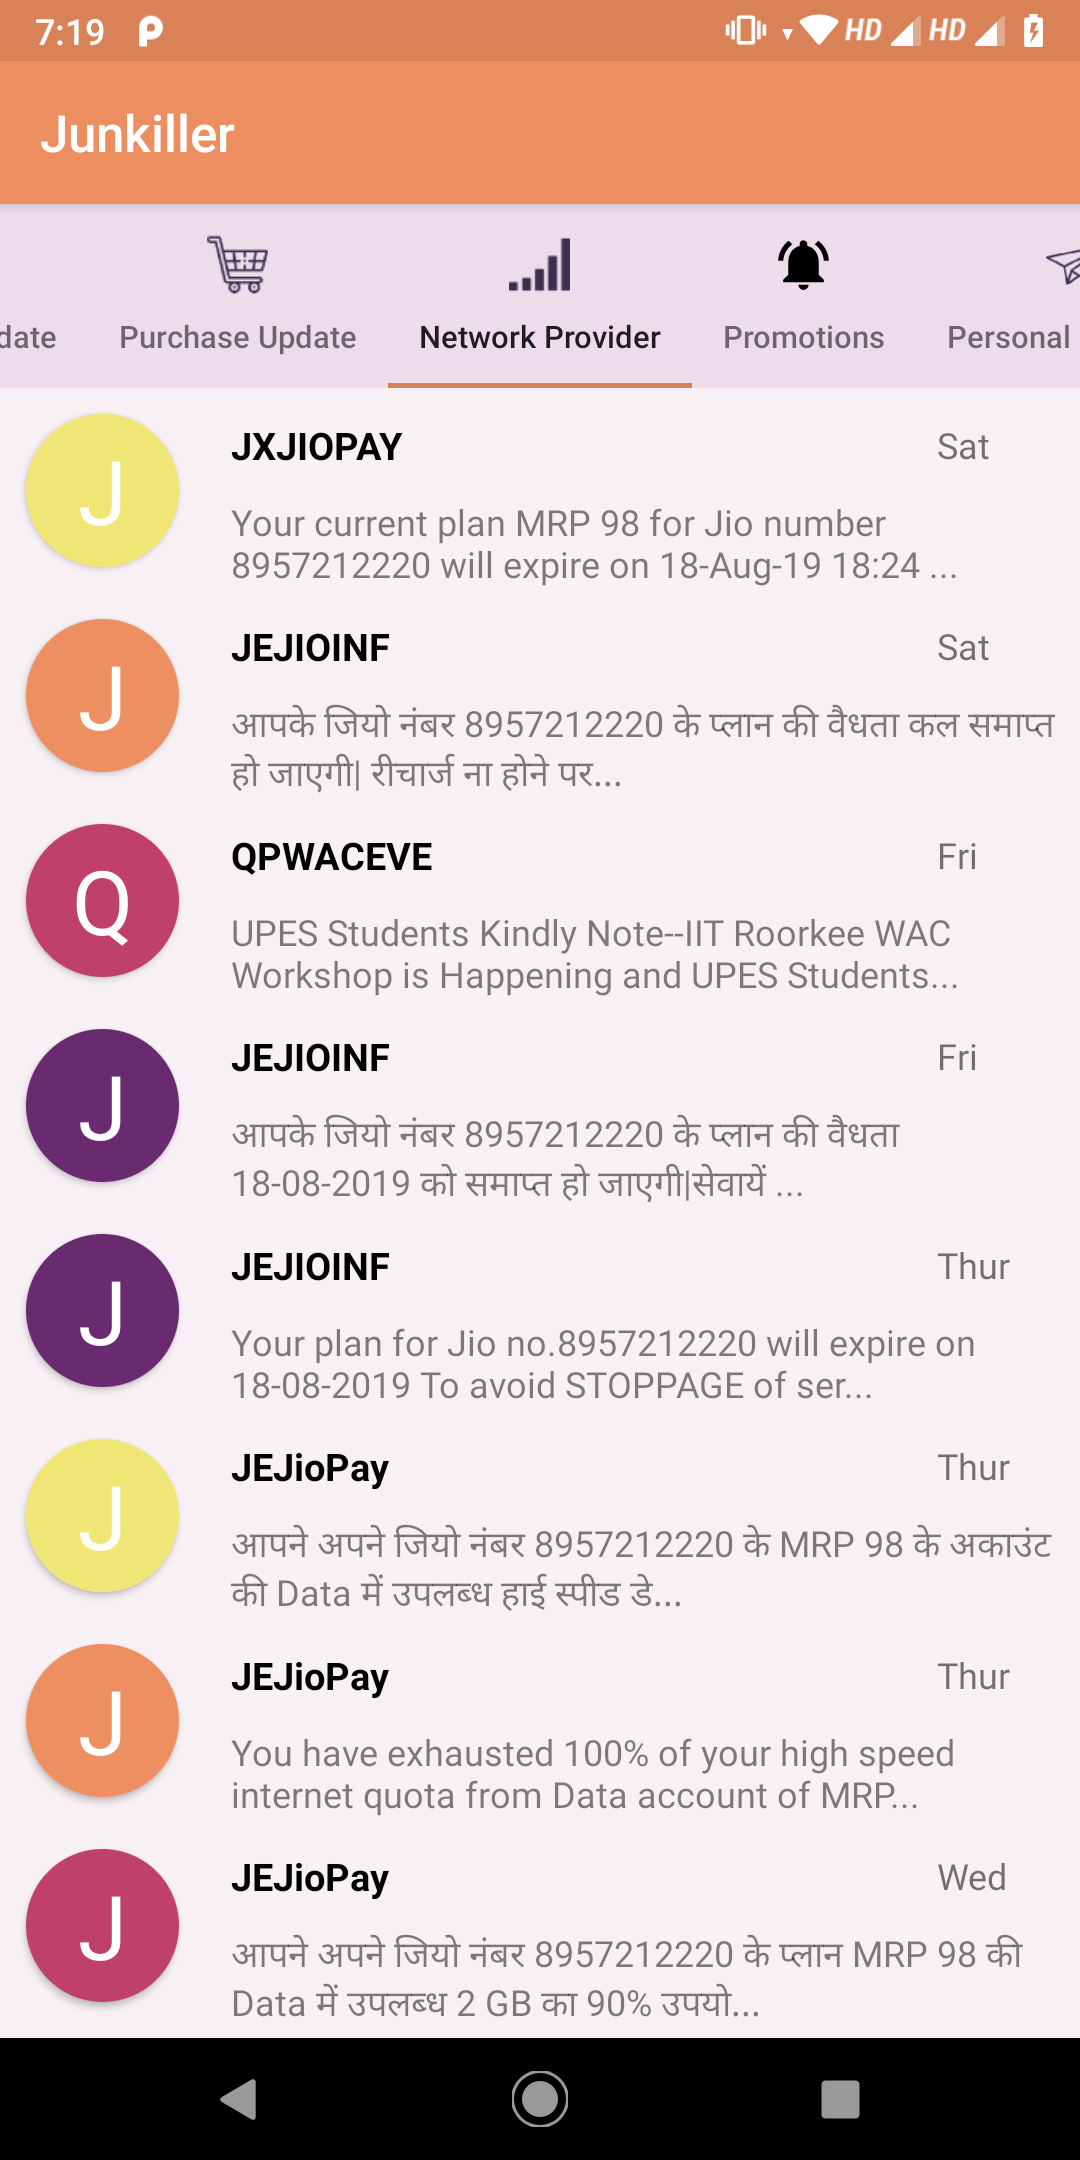 7:19
HD HD
Junkiller
date Purchase Update Network Provider Promotions Personal
J JXJIOPAY Sat
Your current plan MRP 98 for Jio number
8957212220 will expire on 18-Aug-19 18:24 ...
J JEJIOINF Sat
आपके जियो नंबर 8957212220 के प्लान की वैधता कल समाप्त
हो जाएगी| रीचार्ज ना होने पर...
Q QPWACEVE Fri
UPES Students Kindly Note--IIT Roorkee WAC
Workshop is Happening and UPES Students...
J JEJIOINF Fri
आपके जियो नंबर 8957212220 के प्लान की वैधता
18-08-2019 को समाप्त हो जाएगी|सेवायें ...
J JEJIOINF Thur
Your plan for Jio no.8957212220 will expire on
18-08-2019 To avoid STOPPAGE of ser...
J JEJioPay Thur
आपने अपने जियो नंबर 8957212220 के MRP 98 के अकाउंट
की Data में उपलब्ध हाई स्पीड डे...
J JEJioPay Thur
You have exhausted 100% of your high speed
internet quota from Data account of MRP...
J JEJioPay Wed
आपने अपने जियो नंबर 8957212220 के प्लान MRP 98 की
Data में उपलब्ध 2 GB का 90% उपयो...